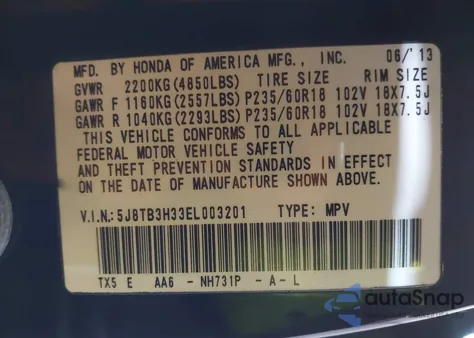 MFD. BY HONDA OF AMERICA MFG., INC. 06/'13
GVWR 2200KG(4850LBS) TIRE SIZE RIM SIZE
GAWR F 1160KG(2557LBS) P235/60R18 102V 18X7.5J
GAWR R 1040KG(2293LBS) P235/60R18 102V 18X7.5J
THIS VEHICLE CONFORMS TO ALL APPLICABLE
FEDERAL MOTOR VEHICLE SAFETY
AND THEFT PREVENTION STANDARDS IN EFFECT
ON THE DATE OF MANUFACTURE SHOWN ABOVE.
V.I.N.:5J8TB3H33EL003201 TYPE: MPV
TX5 E AA6 - NH731P - A - L
autoSnap